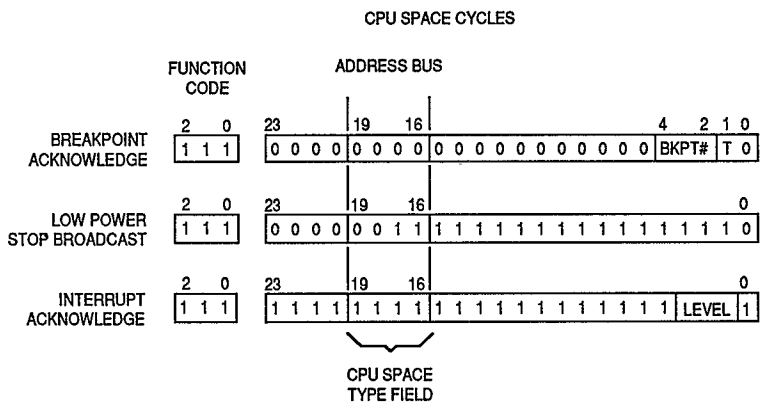 CPU SPACE CYCLES
FUNCTION CODE
ADDRESS BUS
2 0 23 19 16 4 2 1 0
BREAKPOINT ACKNOWLEDGE
1 1 1 0 0 0 0 0 0 0 0 0 0 0 0 0 0 0 0 0 0 0 BKPT# T 0
2 0 23 19 16 0
LOW POWER STOP BROADCAST
1 1 1 0 0 0 0 0 0 1 1 1 1 1 1 1 1 1 1 1 1 1 1 1 1 1 0
2 0 23 19 16 0
INTERRUPT ACKNOWLEDGE
1 1 1 1 1 1 1 1 1 1 1 1 1 1 1 1 1 1 1 1 1 1 1 LEVEL 1
CPU SPACE
TYPE FIELD